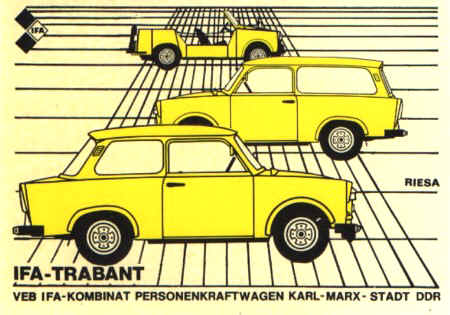 IFA
RIESA
IFA-TRABANT
VEB IFA-KOMBINAT PERSONENKRAFTWAGEN KARL-MARX-STADT DDR